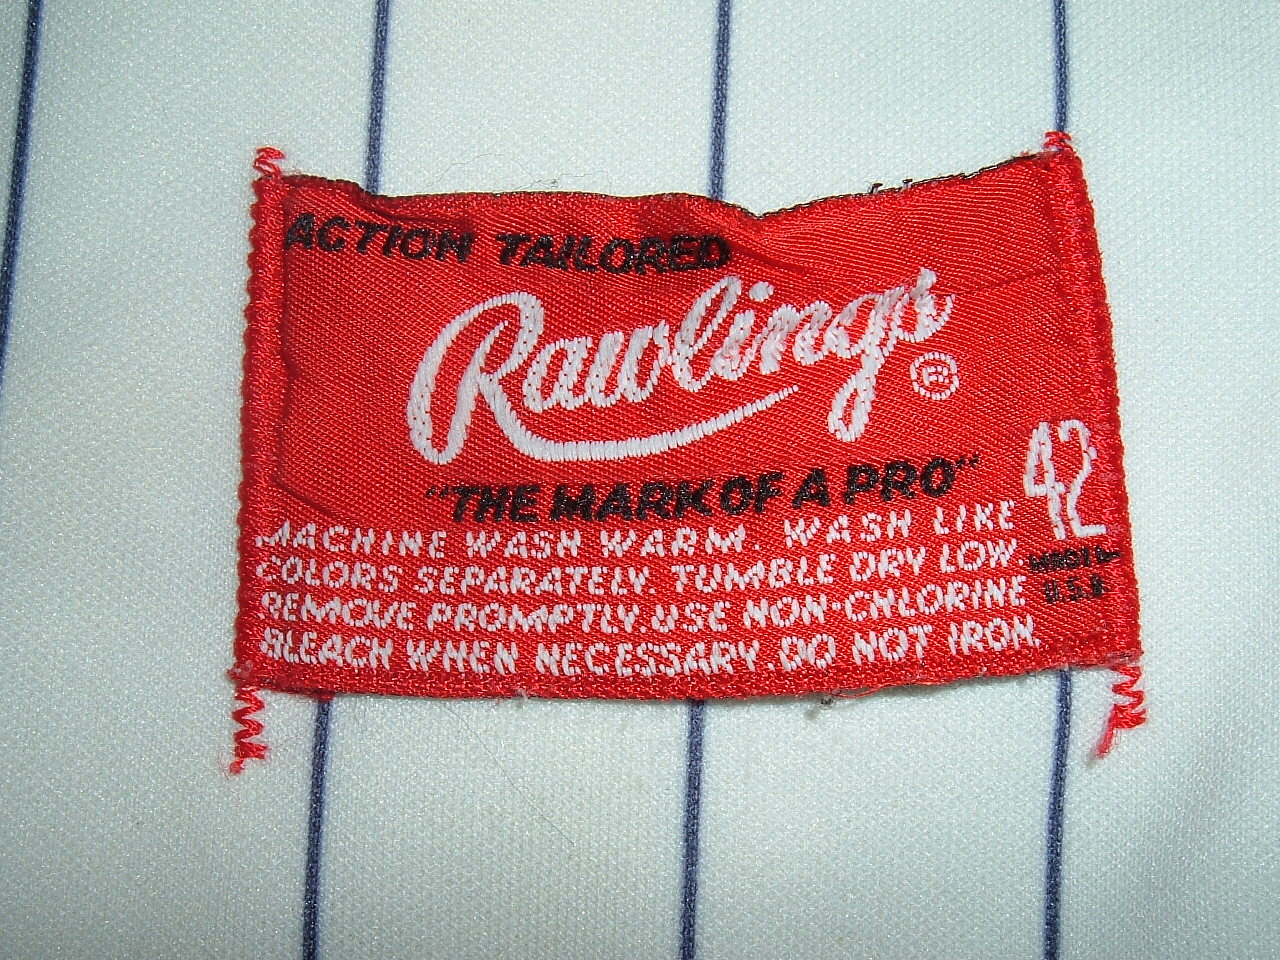 ACTION TAILORED
Rawlings ®
"THE MARK OF A PRO"
42
MACHINE WASH WARM. WASH LIKE
COLORS SEPARATELY. TUMBLE DRY LOW
REMOVE PROMPTLY. USE NON-CHLORINE
BLEACH WHEN NECESSARY. DO NOT IRON
U.S.A